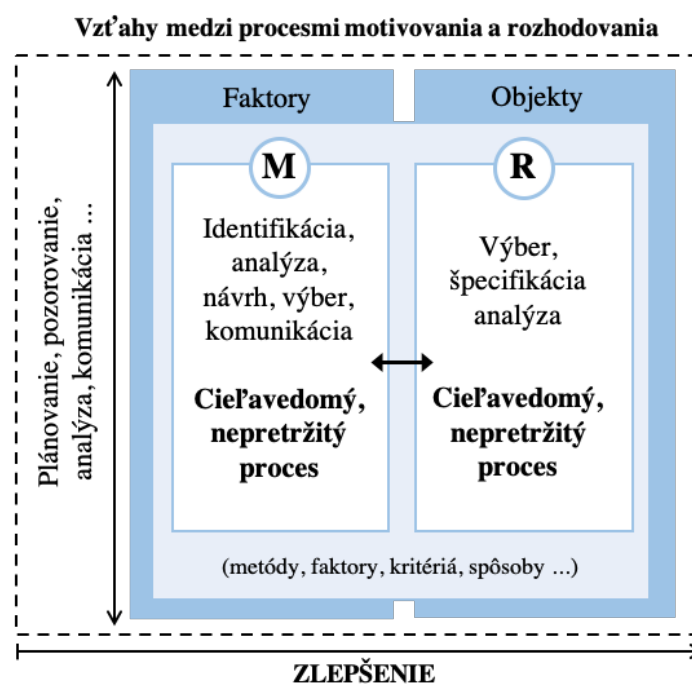 Vzťahy medzi procesmi motivovania a rozhodovania
Plánovanie, pozorovanie,
analýza, komunikácia ...
Faktory
Objekty
M
Identifikácia,
analýza,
návrh, výber,
komunikácia
Cieľavedomý,
nepretržitý
proces
R
Výber,
špecifikácia
analýza
Cieľavedomý,
nepretržitý
proces
(metódy, faktory, kritériá, spôsoby ...)
ZLEPŠENIE